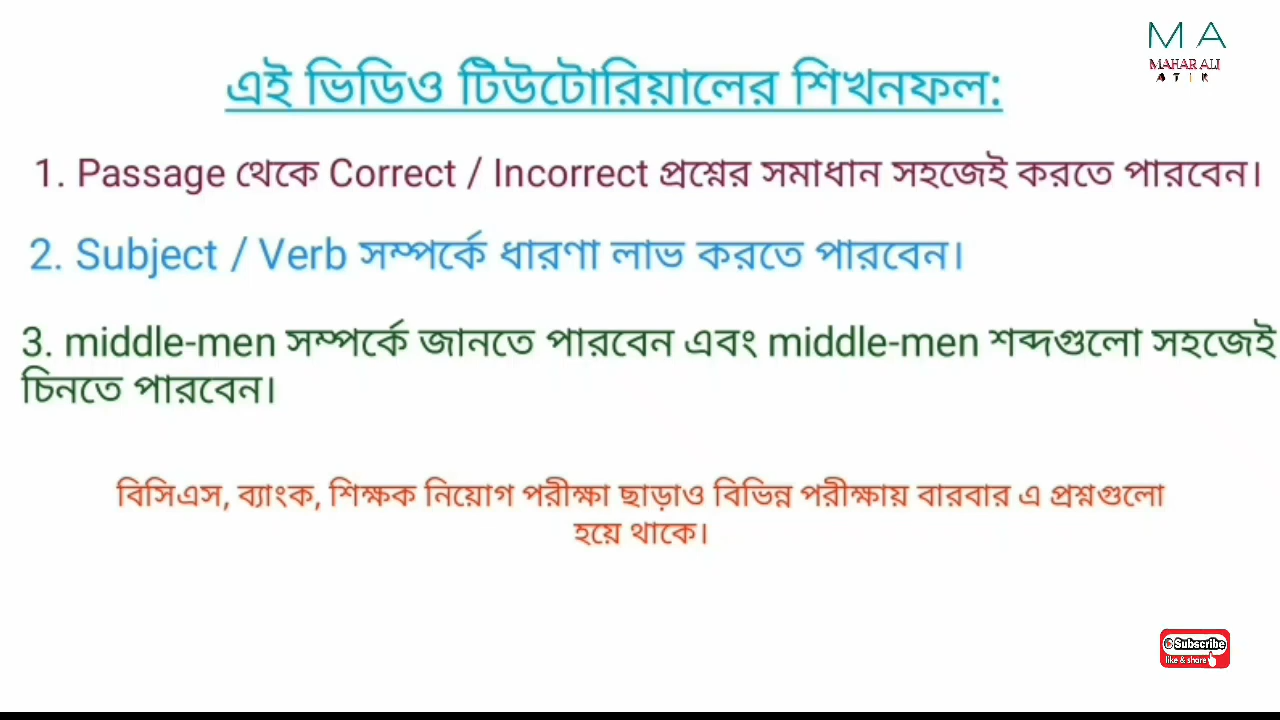 M A
MAHAR ALI
A T I K
এই ভিডিও টিউটোরিয়ালের শিখনফল:
1. Passage থেকে Correct / Incorrect প্রশ্নের সমাধান সহজেই করতে পারবেন।
2. Subject / Verb সম্পর্কে ধারণা লাভ করতে পারবেন।
3. middle-men সম্পর্কে জানতে পারবেন এবং middle-men শব্দগুলো সহজেই
চিনতে পারবেন।
বিসিএস, ব্যাংক, শিক্ষক নিয়োগ পরীক্ষা ছাড়াও বিভিন্ন পরীক্ষায় বারবার এ প্রশ্নগুলো
হয়ে থাকে।
Subscribe
like & share